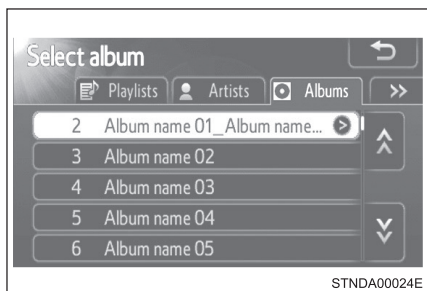 Select album
Playlists Artists Albums >>
2 Album name 01_Album name... >
3 Album name 02
4 Album name 03
5 Album name 04
6 Album name 05
STNDA00024E